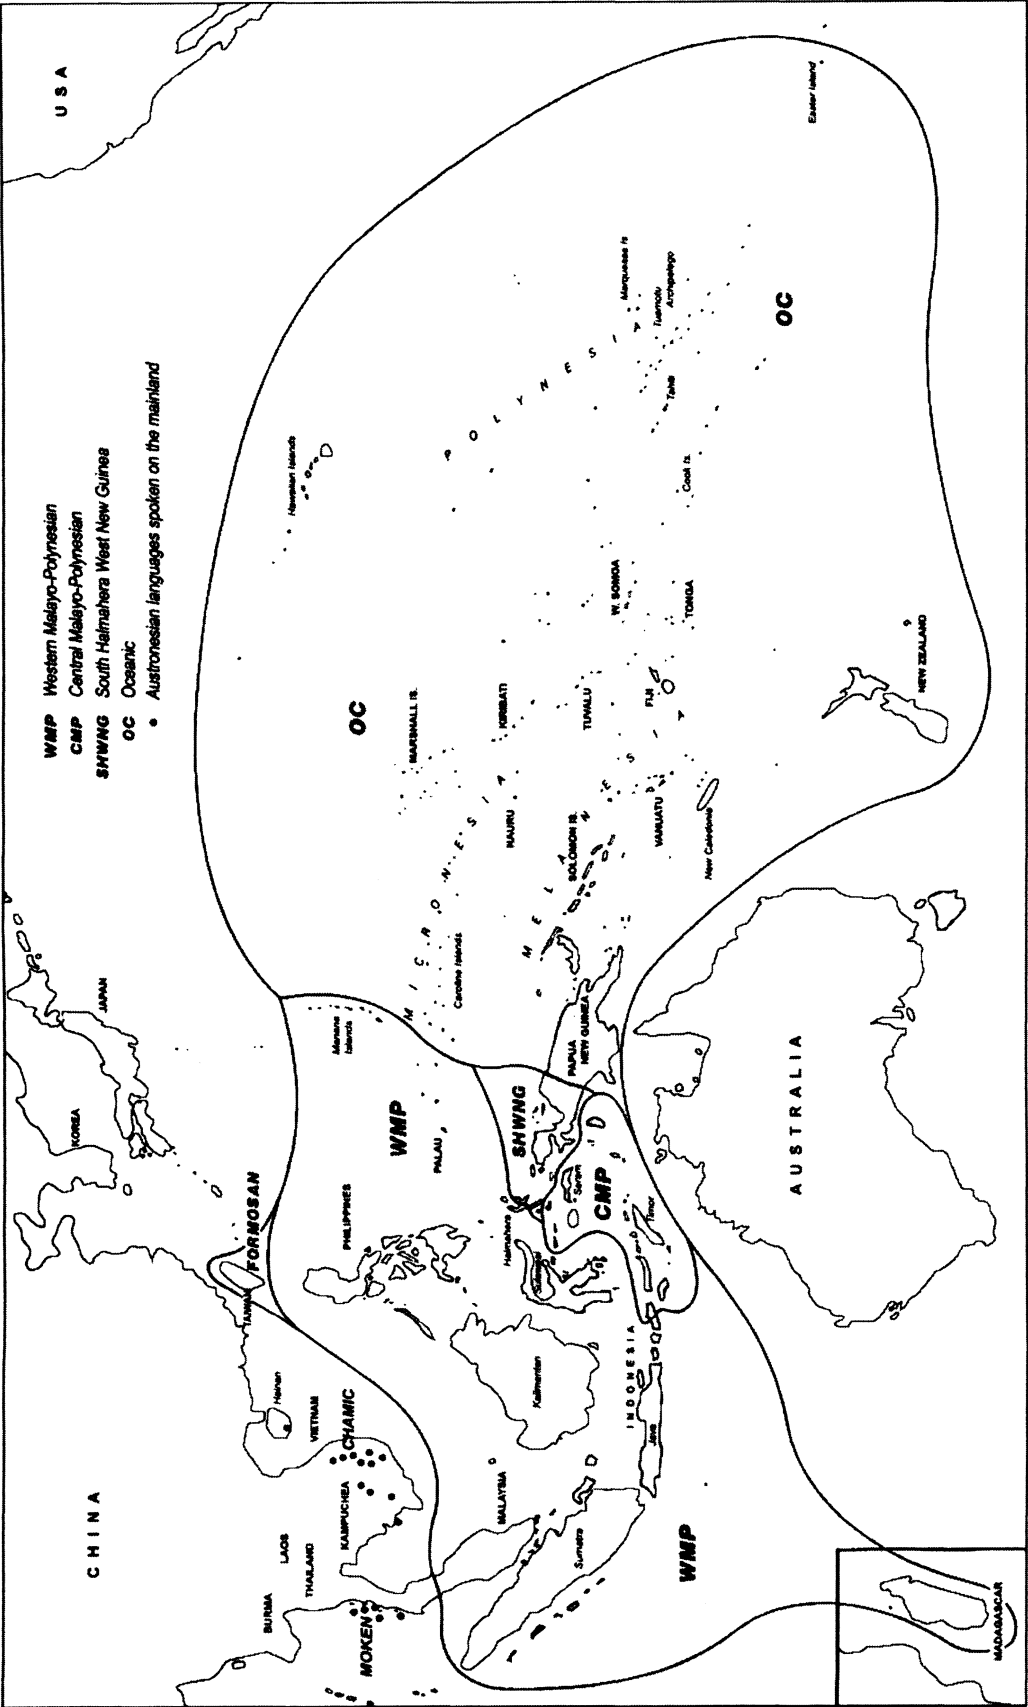 WMP Western Malayo-Polynesian
CMP Central Malayo-Polynesian
SHWNG South Halmahera West New Guinea
OC Oceanic
• Austronesian languages spoken on the mainland
CHINA
USA
KOREA
JAPAN
BURMA
LAOS
THAILAND
VIETNAM
Hainan
KAMPUCHEA
CHAMIC
MOKEN
TAIWAN
FORMOSAN
PHILIPPINES
WMP
PALAU
Mariana
Islands
MICRONESIA
Caroline Islands
MARSHALL IS.
OC
KIRIBATI
NAURU
TUVALU
Hawaiian Islands
POLYNESIA
Marquesas Is
Tuamotu
Archipelago
Tahiti
Cook Is.
W. SOMOA
TONGA
FIJI
Easter Island
OC
MALAYSIA
Sumatra
Kalimantan
INDONESIA
Java
Sulawesi
Halmahera
SHWNG
Seram
CMP
Timor
PAPUA
NEW GUINEA
MELANESIA
SOLOMON IS.
VANUATU
New Caledonia
WMP
AUSTRALIA
NEW ZEALAND
MADAGASCAR